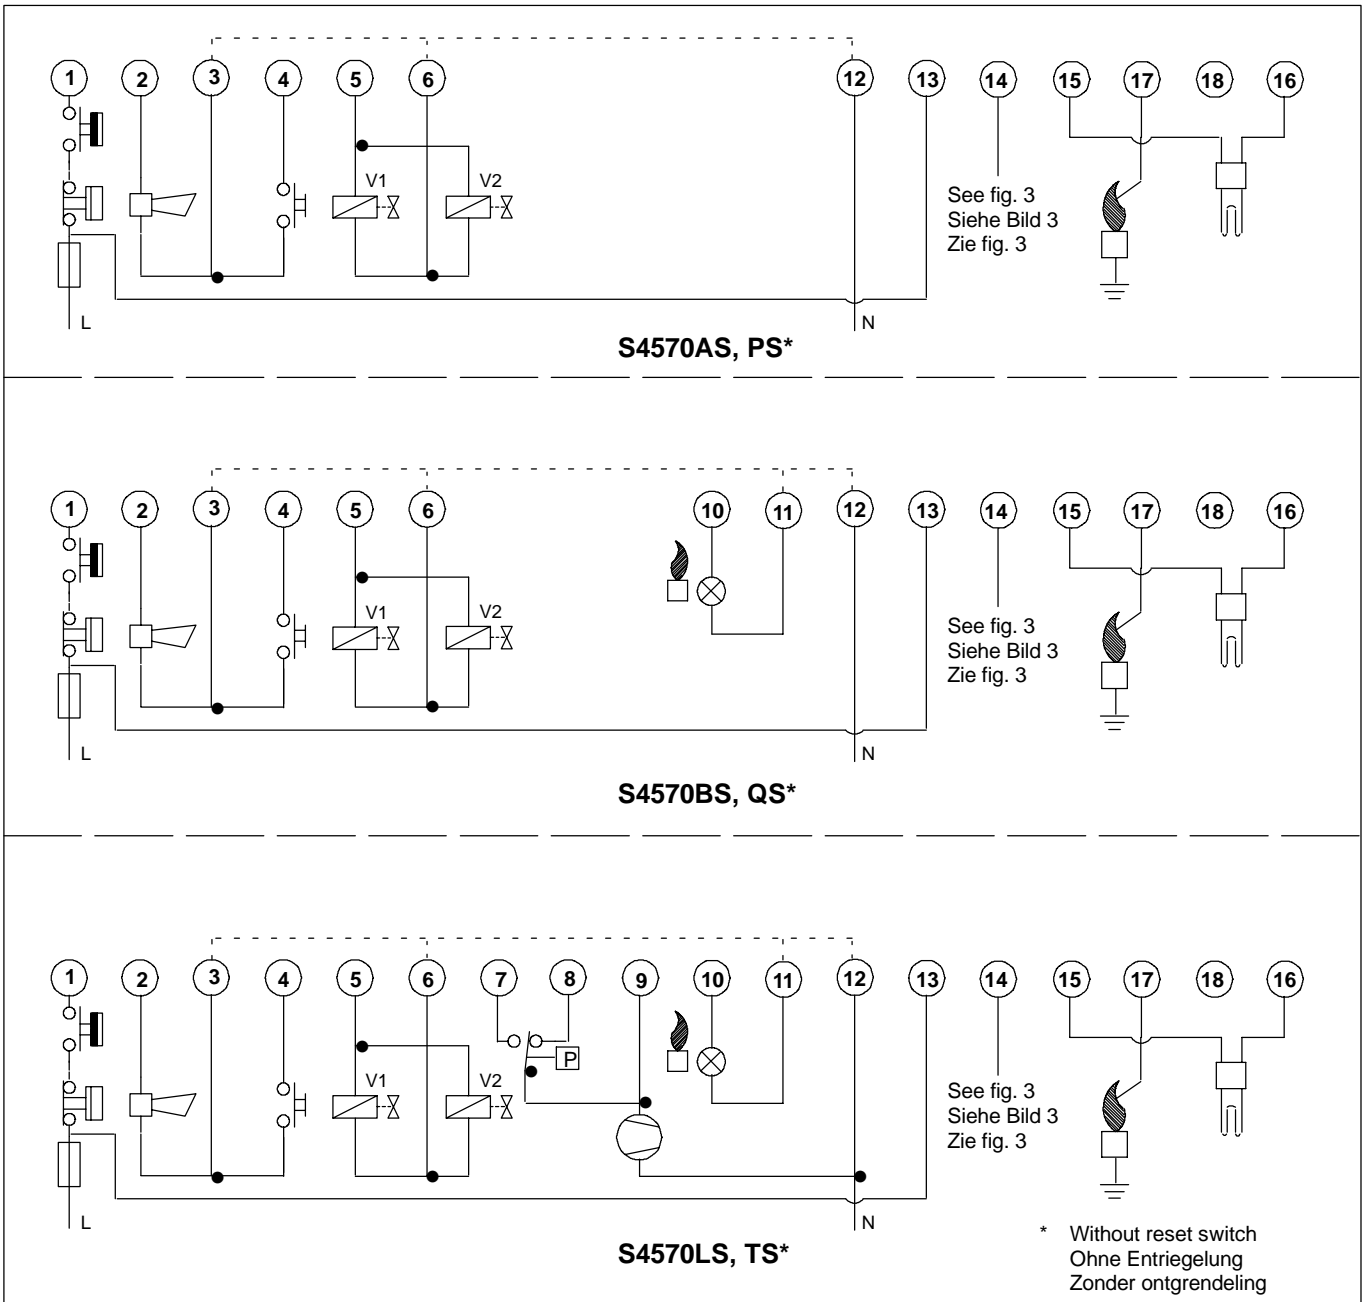 1 2 3 4 5 6 12 13 14 15 17 18 16
V1 V2
See fig. 3
Siehe Bild 3
Zie fig. 3
L N
S4570AS, PS*
1 2 3 4 5 6 10 11 12 13 14 15 17 18 16
V1 V2
See fig. 3
Siehe Bild 3
Zie fig. 3
L N
S4570BS, QS*
1 2 3 4 5 6 7 8 9 10 11 12 13 14 15 17 18 16
P
V1 V2
See fig. 3
Siehe Bild 3
Zie fig. 3
L N
S4570LS, TS*
* Without reset switch
Ohne Entriegelung
Zonder ontgrendeling